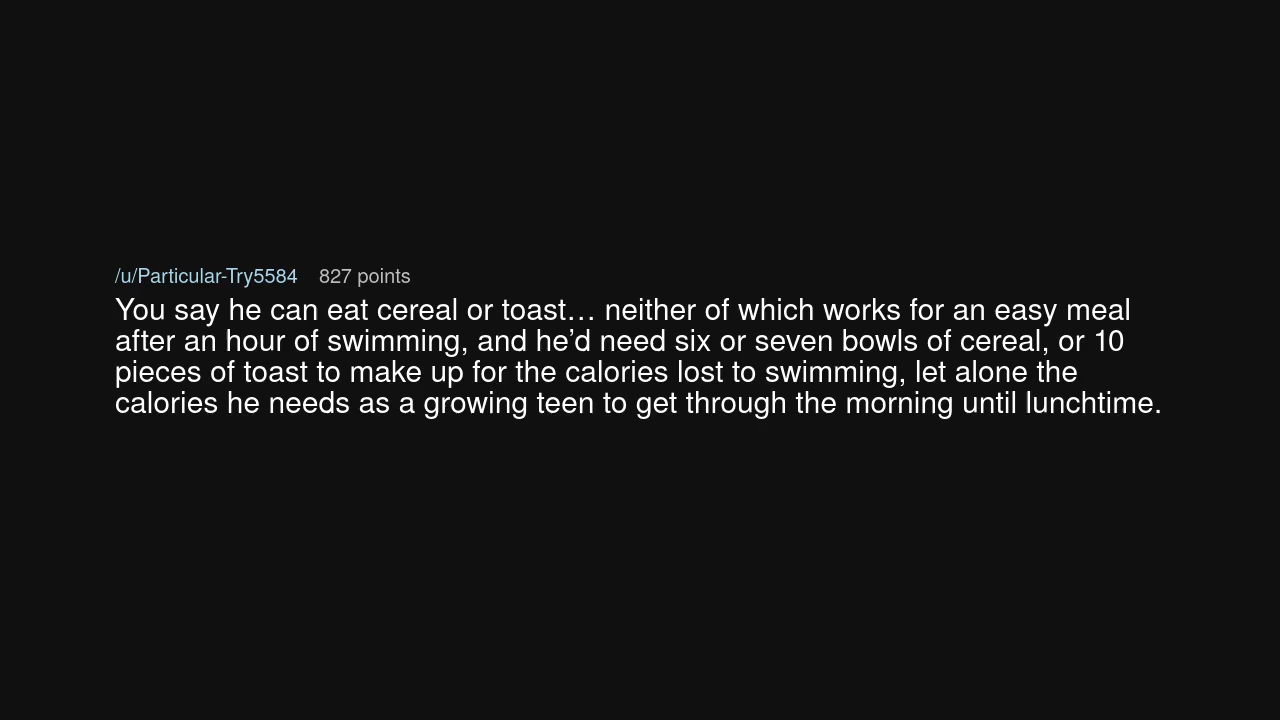 /u/Particular-Try5584 827 points
You say he can eat cereal or toast… neither of which works for an easy meal
after an hour of swimming, and he’d need six or seven bowls of cereal, or 10
pieces of toast to make up for the calories lost to swimming, let alone the
calories he needs as a growing teen to get through the morning until lunchtime.